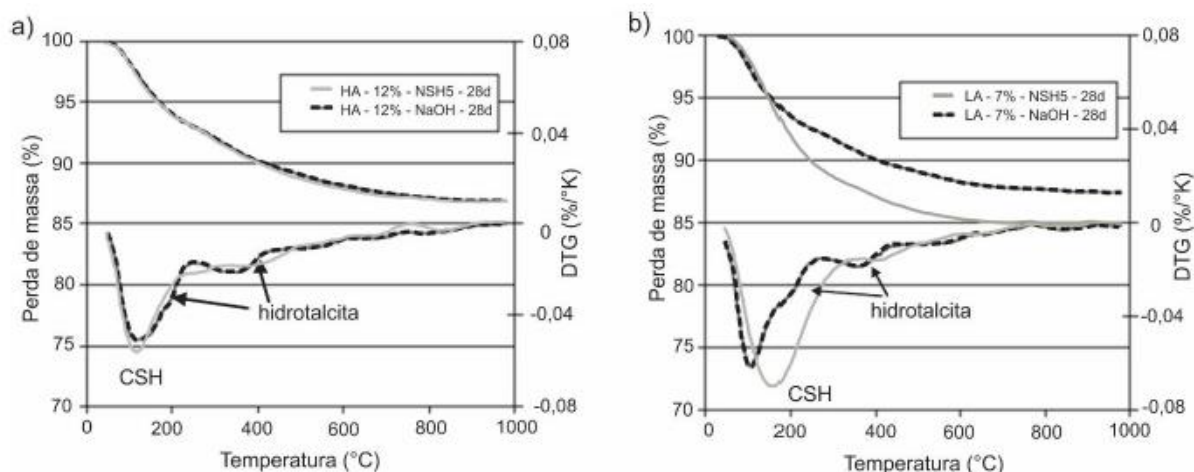 a)
100
95
90
85
80
75
70
Perda de massa (%)
HA - 12% - NSH5 - 28d
HA - 12% - NaOH - 28d
0,08
0,04
0
-0,04
-0,08
DTG (%/°K)
hidrotalcita
CSH
0
200
400
600
800
1000
Temperatura (°C)
b)
100
95
90
85
80
75
70
Perda de massa (%)
LA - 7% - NSH5 - 28d
LA - 7% - NaOH - 28d
0,08
0,04
0
-0,04
-0,08
DTG (%/°K)
hidrotalcita
CSH
0
200
400
600
800
1000
Temperatura (°C)